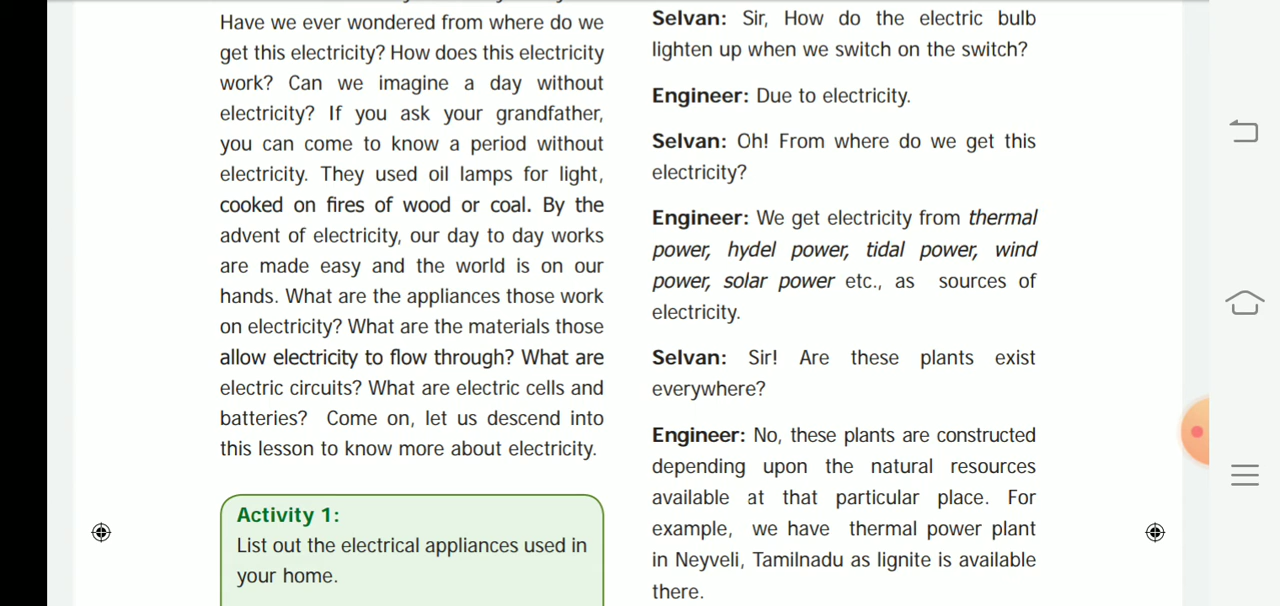 Have we ever wondered from where do we
get this electricity? How does this electricity
work? Can we imagine a day without
electricity? If you ask your grandfather,
you can come to know a period without
electricity. They used oil lamps for light,
cooked on fires of wood or coal. By the
advent of electricity, our day to day works
are made easy and the world is on our
hands. What are the appliances those work
on electricity? What are the materials those
allow electricity to flow through? What are
electric circuits? What are electric cells and
batteries? Come on, let us descend into
this lesson to know more about electricity.
Activity 1:
List out the electrical appliances used in
your home.
Selvan: Sir, How do the electric bulb
lighten up when we switch on the switch?
Engineer: Due to electricity.
Selvan: Oh! From where do we get this
electricity?
Engineer: We get electricity from thermal
power, hydel power, tidal power, wind
power, solar power etc., as sources of
electricity.
Selvan: Sir! Are these plants exist
everywhere?
Engineer: No, these plants are constructed
depending upon the natural resources
available at that particular place. For
example, we have thermal power plant
in Neyveli, Tamilnadu as lignite is available
there.